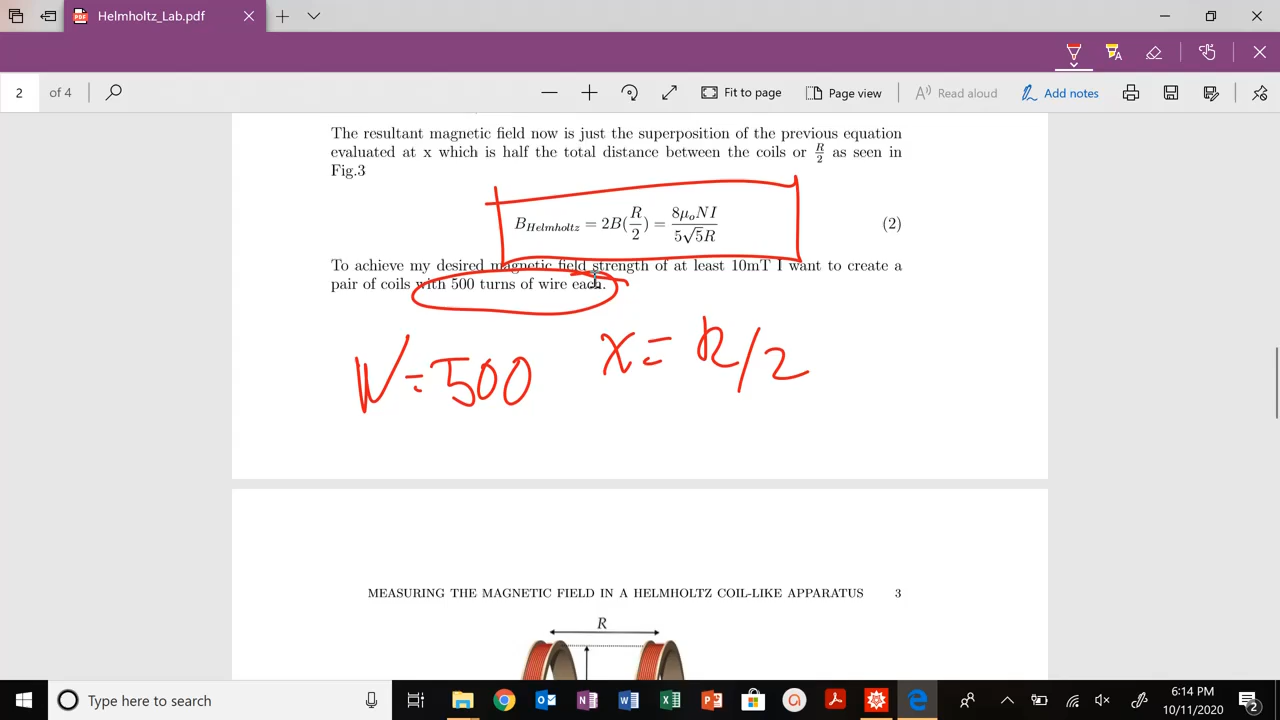 Helmholtz_Lab.pdf
2 of 4 Fit to page Page view Read aloud Add notes
The resultant magnetic field now is just the superposition of the previous equation
evaluated at x which is half the total distance between the coils or R/2 as seen in
Fig.3
B_Helmholtz = 2B(R/2) = 8μ_oNI/5√5R (2)
To achieve my desired magnetic field strength of at least 10mT I want to create a
pair of coils with 500 turns of wire each.
N=500 x=R/2
MEASURING THE MAGNETIC FIELD IN A HELMHOLTZ COIL-LIKE APPARATUS 3
R
Type here to search
6:14 PM
10/11/2020
2